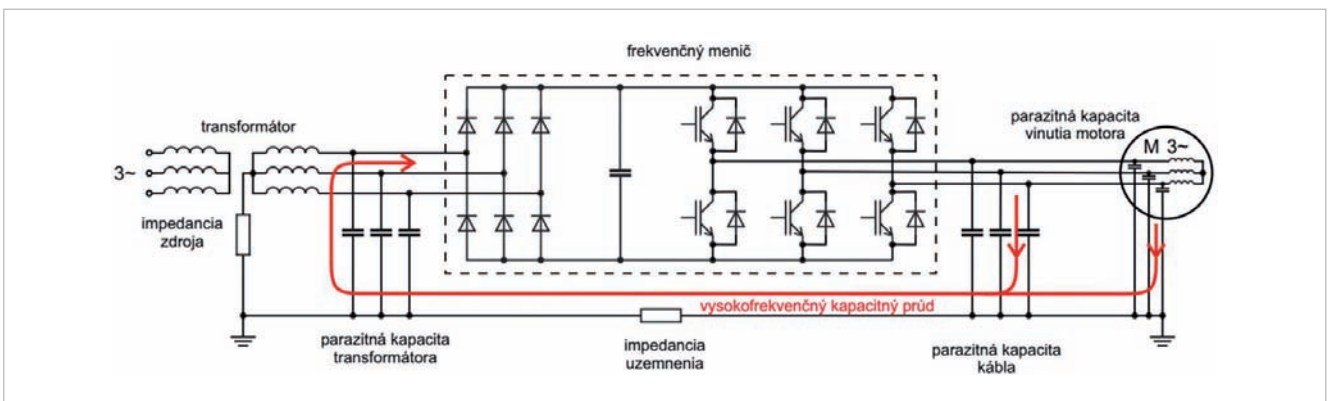 frekvenčný menič
transformátor
3~
impedancia
zdroja
parazitná kapacita
transformátora
vysokofrekvenčný kapacitný prúd
impedancia
uzemnenia
parazitná kapacita
vinutia motora
M 3~
parazitná kapacita
kábla